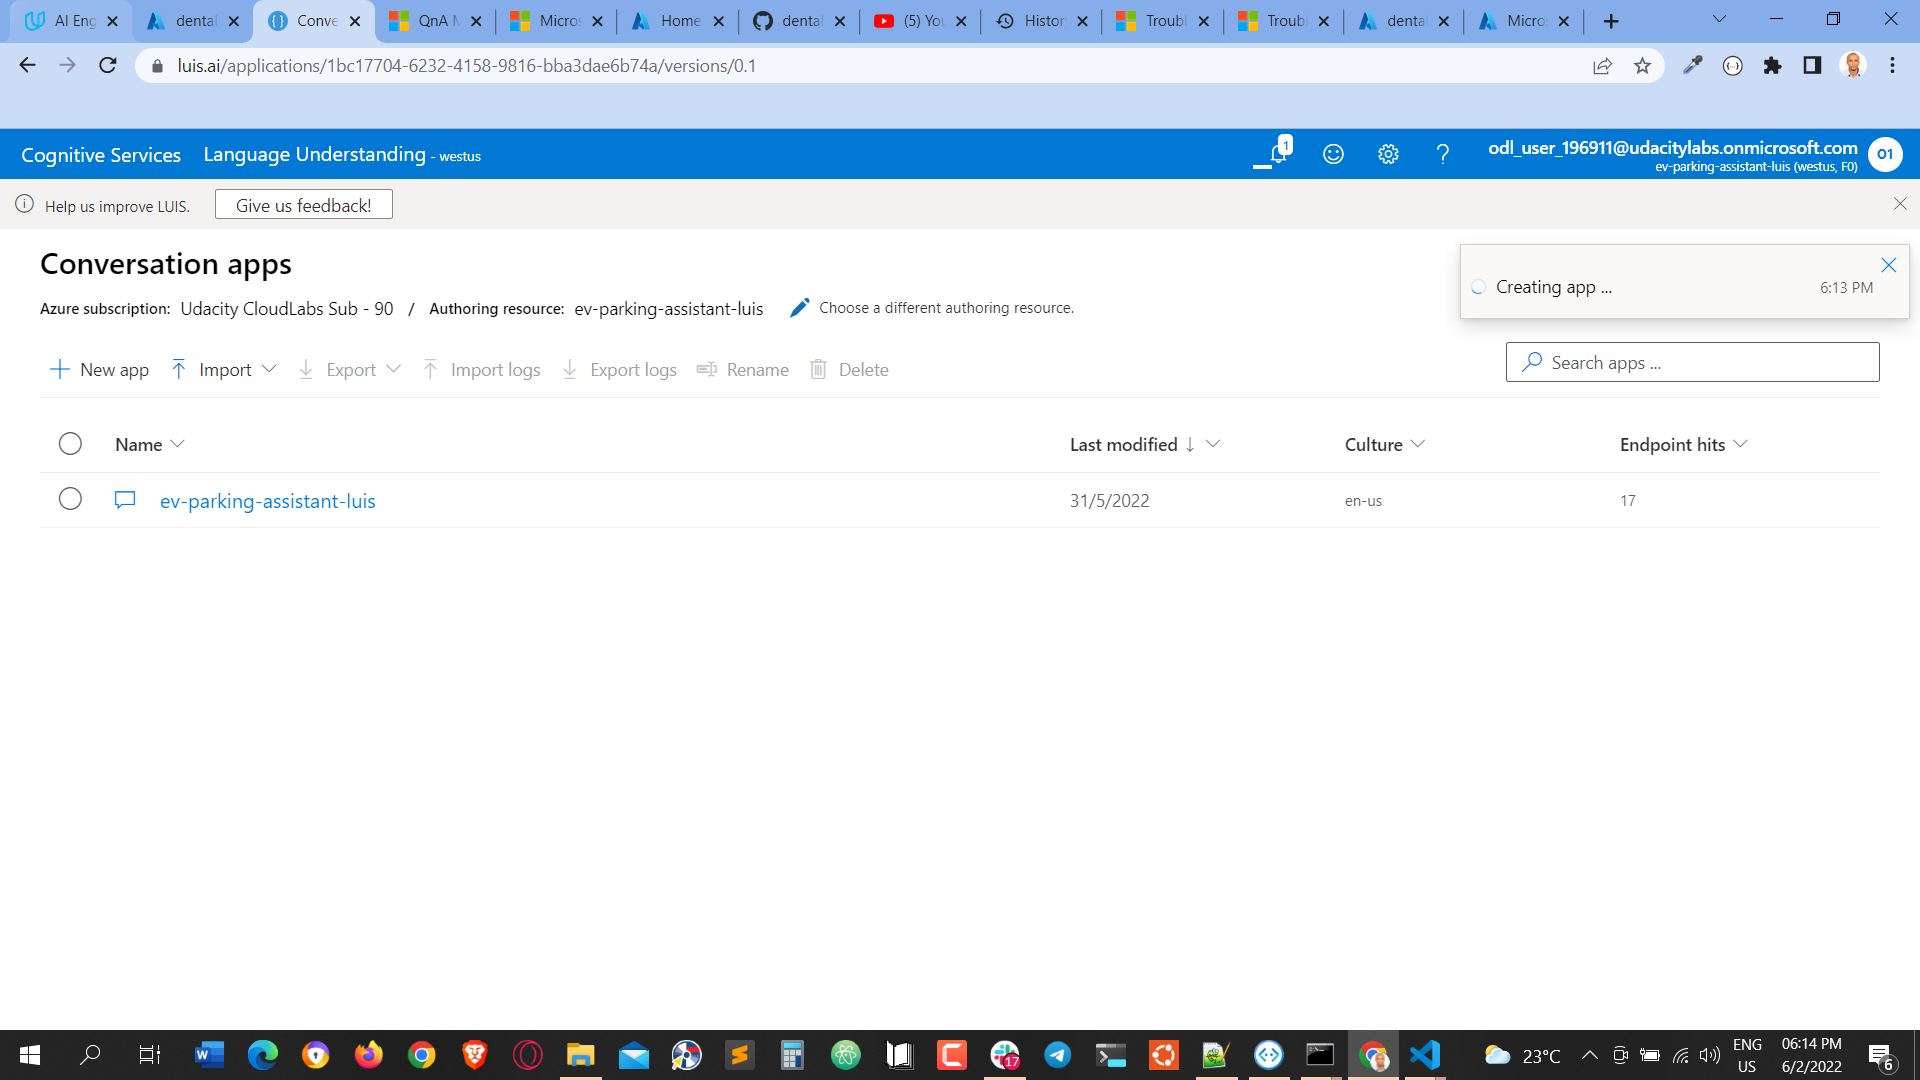 AI Eng
denta
Conve
QnA M
Micros
Home
dental
(5) You
Histor
Troubl
Troubl
denta
Micro
luis.ai/applications/1bc17704-6232-4158-9816-bba3dae6b74a/versions/0.1
Cognitive Services Language Understanding - westus
1
odl_user_196911@udacitylabs.onmicrosoft.com
ev-parking-assistant-luis (westus, F0)
O1
Help us improve LUIS. Give us feedback!
Conversation apps
Creating app ... 6:13 PM
Azure subscription: Udacity CloudLabs Sub - 90 / Authoring resource: ev-parking-assistant-luis Choose a different authoring resource.
New app Import Export Import logs Export logs Rename Delete
Search apps ...
Name Last modified ↓ Culture Endpoint hits
ev-parking-assistant-luis 31/5/2022 en-us 17
17
23°C
ENG
US
06:14 PM
6/2/2022
6